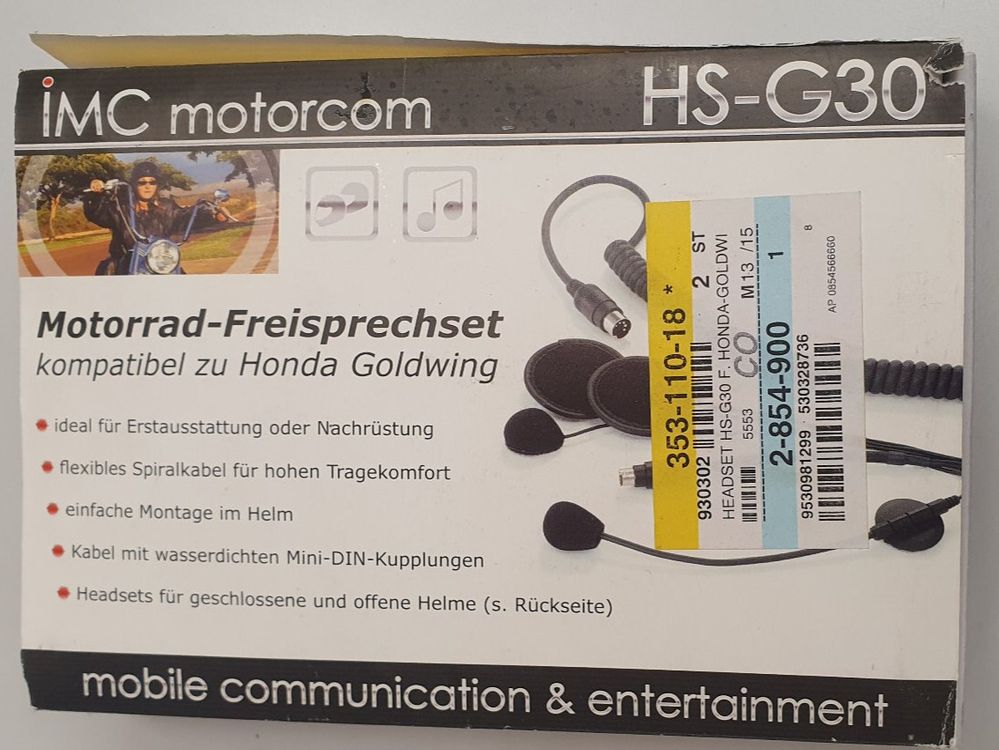 iMC motorcom
HS-G30
Motorrad-Freisprechset
kompatibel zu Honda Goldwing
ideal für Erstausstattung oder Nachrüstung
flexibles Spiralkabel für hohen Tragekomfort
einfache Montage im Helm
Kabel mit wasserdichten Mini-DIN-Kupplungen
Headsets für geschlossene und offene Helme (s. Rückseite)
353-110-18 *
930302 2 ST
HEADSET HS-G30 F. HONDA-GOLDWI
5553 CO M13 /15
2-854-900 1
9530981299 530328736
AP 0854566660
8
mobile communication & entertainment